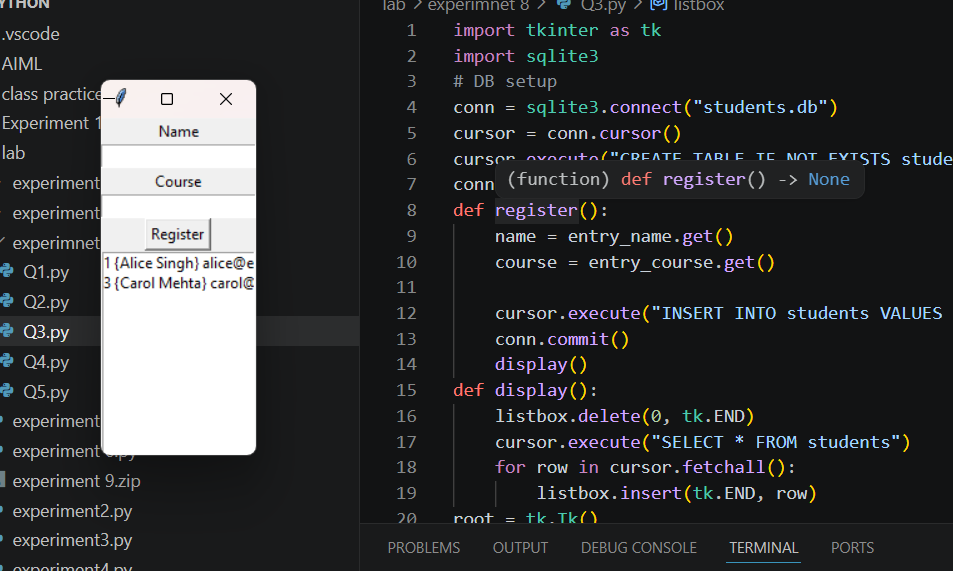 YTHON
.vscode
AIML
class practice
Experiment 1
lab
experiment
experiment.
experimnet
Q1.py
Q2.py
Q3.py
Q4.py
Q5.py
experiment
experiment 9.zip
experiment2.py
experiment3.py
experiment4.py
Name
Course
Register
1 {Alice Singh} alice@e
3 {Carol Mehta} carol@
lab > experimnet 8 > Q3.py > listbox
1 import tkinter as tk
2 import sqlite3
3 # DB setup
4 conn = sqlite3.connect("students.db")
5 cursor = conn.cursor()
6 cursor.execute("CREATE TABLE IF NOT EXISTS stude
7 conn
(function) def register() -> None
8 def register():
9 name = entry_name.get()
10 course = entry_course.get()
11
12 cursor.execute("INSERT INTO students VALUES
13 conn.commit()
14 display()
15 def display():
16 listbox.delete(0, tk.END)
17 cursor.execute("SELECT * FROM students")
18 for row in cursor.fetchall():
19 listbox.insert(tk.END, row)
20 root = tk.Tk()
PROBLEMS OUTPUT DEBUG CONSOLE TERMINAL PORTS